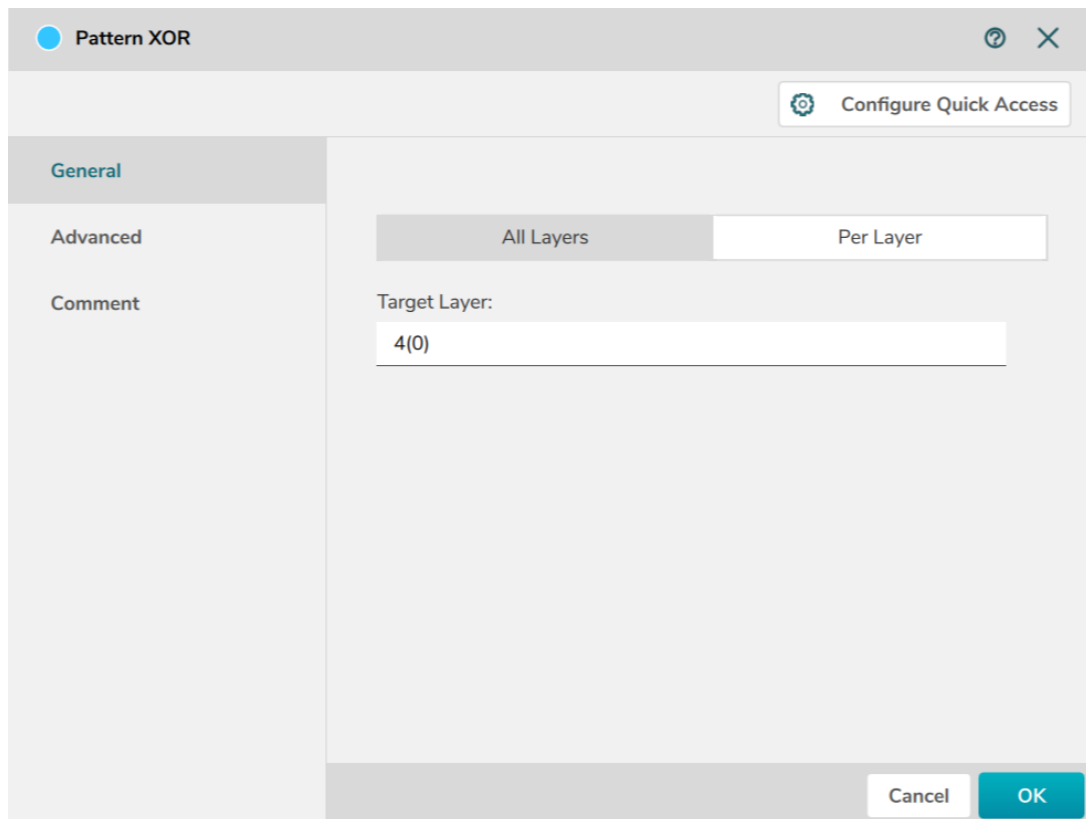 Pattern XOR
Configure Quick Access
General
Advanced
Comment
All Layers
Per Layer
Target Layer:
4(0)
Cancel
OK